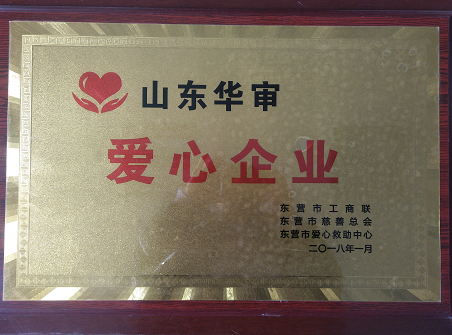 山东华审
爱心企业
东营市工商联
东营市慈善总会
东营市爱心救助中心
二〇一八年一月